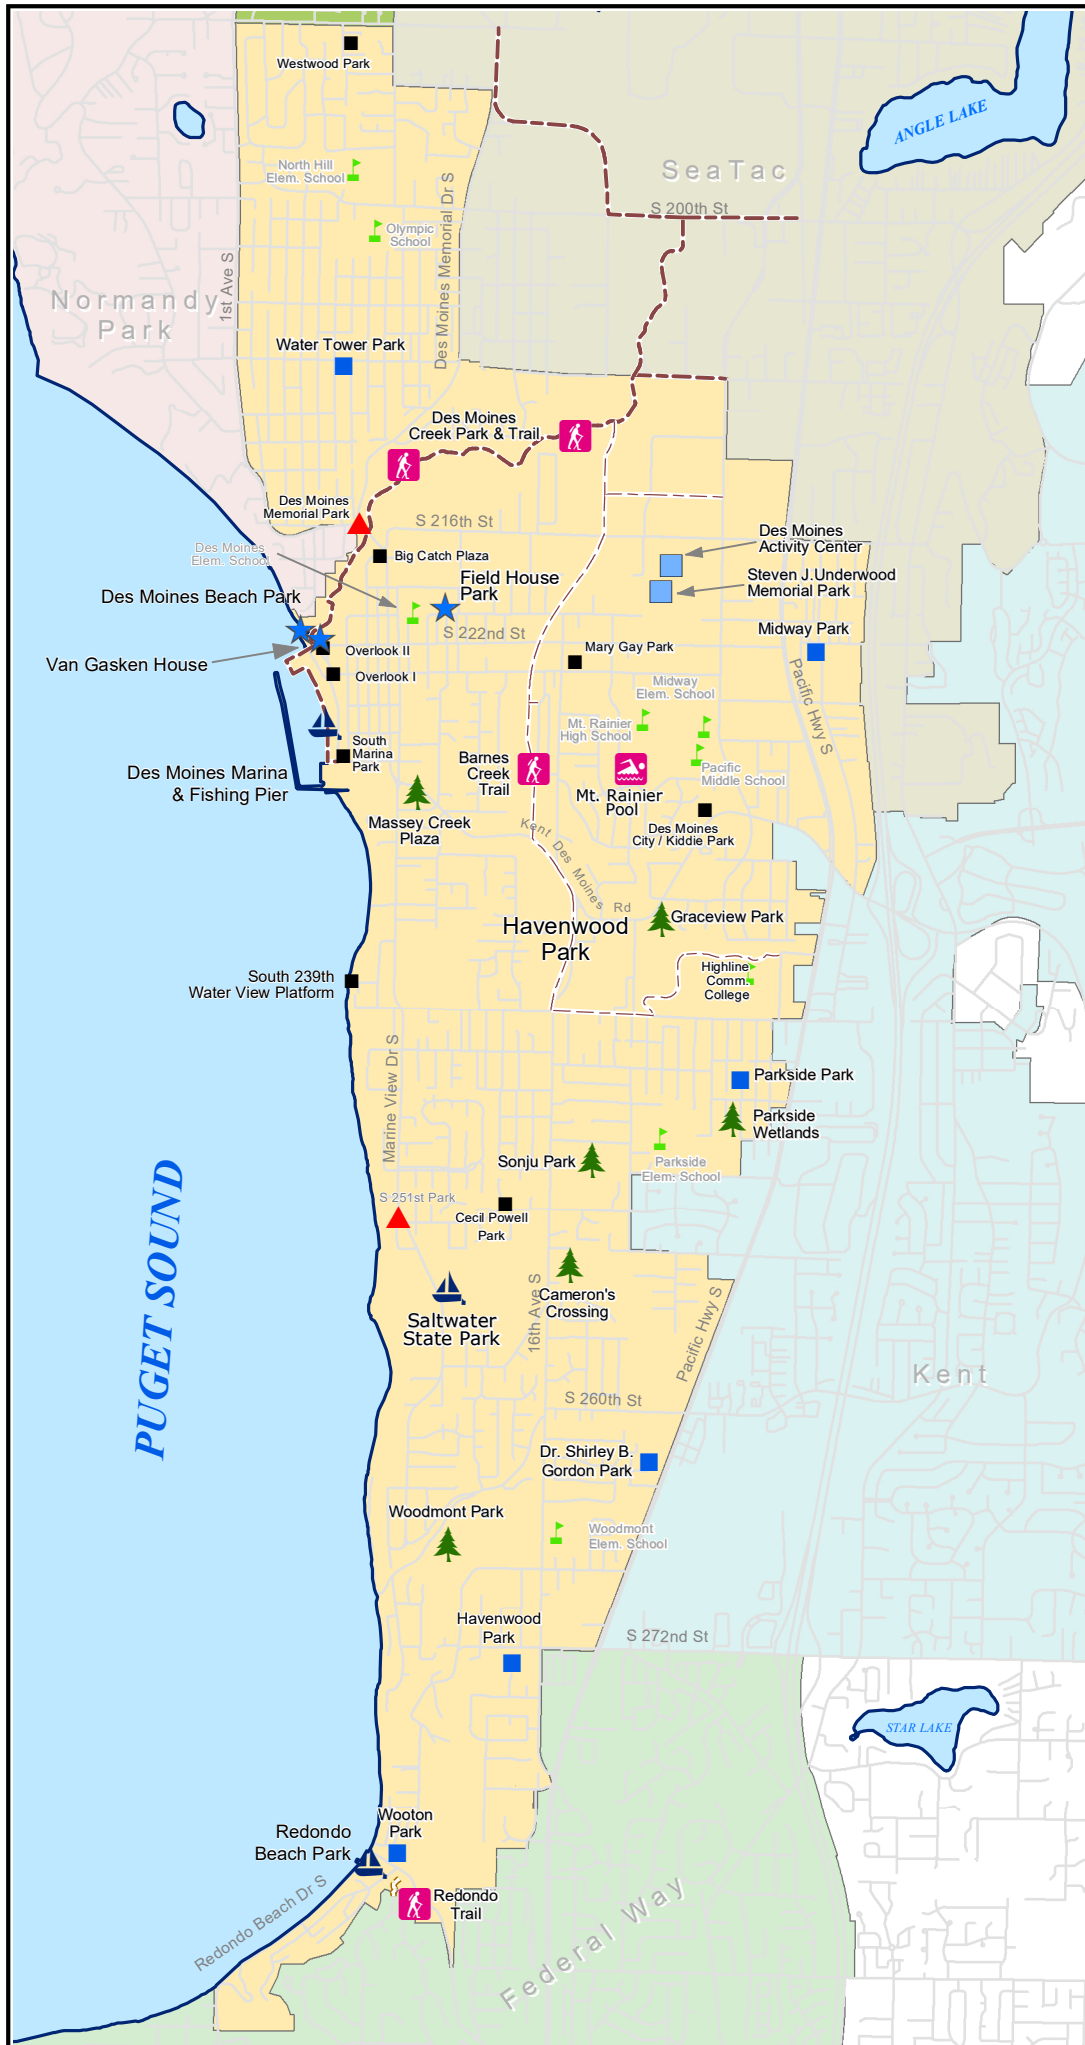 Westwood Park
ANGLE LAKE
North Hill
Elem. School
SeaTac
S 200th St
Olympic
School
Des Moines Memorial Dr S
1st Ave S
Normandy
Park
Water Tower Park
Des Moines
Creek Park & Trail
Des Moines
Memorial Park
S 216th St
Des Moines
Elem. School
Big Catch Plaza
Des Moines
Activity Center
Field House
Park
Steven J.Underwood
Memorial Park
Des Moines Beach Park
S 222nd St
Midway Park
Mary Gay Park
Van Gasken House
Overlook II
Overlook I
Midway
Elem. School
Pacific Hwy S
Mt. Rainier
High School
South
Marina
Park
Des Moines Marina
& Fishing Pier
Barnes
Creek
Trail
Mt. Rainier
Pool
Pacific
Middle School
Massey Creek
Plaza
Kent Des Moines Rd
Des Moines
City / Kiddie Park
Havenwood
Park
Graceview Park
Highline
Comm.
College
South 239th
Water View Platform
Marine View Dr S
Parkside Park
Parkside
Wetlands
Sonju Park
Parkside
Elem. School
PUGET SOUND
S 251st Park
Cecil Powell
Park
16th Ave S
Cameron's
Crossing
Saltwater
State Park
Pacific Hwy S
Kent
S 260th St
Dr. Shirley B.
Gordon Park
Woodmont Park
Woodmont
Elem. School
Havenwood
Park
S 272nd St
STAR LAKE
Wooton
Park
Redondo
Beach Park
Redondo
Trail
Redondo Beach Dr S
Federal Way